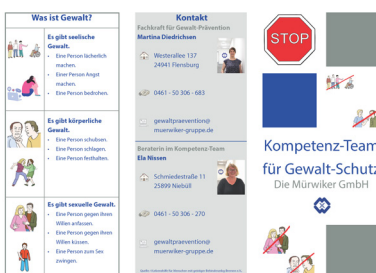 Was ist Gewalt?
Es gibt seelische
Gewalt.
• Eine Person lächerlich
machen.
• Einer Person Angst
machen.
• Eine Person bedrohen.
Es gibt körperliche
Gewalt.
• Eine Person schubsen.
• Eine Person schlagen.
• Eine Person festhalten.
Es gibt sexuelle Gewalt.
• Eine Person gegen ihren
Willen anfassen.
• Eine Person gegen ihren
Willen küssen.
• Eine Person zum Sex
zwingen.
Kontakt
Fachkraft für Gewalt-Prävention
Martina Diedrichsen
Westerallee 137
24941 Flensburg
0461 - 50 306 - 683
gewaltpraevention@
muerwiker-gruppe.de
Beraterin im Kompetenz-Team
Ela Nissen
Schmiedestraße 11
25899 Niebüll
0461 - 50 306 - 270
gewaltpraevention@
muerwiker-gruppe.de
STOP
Kompetenz-Team
für Gewalt-Schutz
Die Mürwiker GmbH